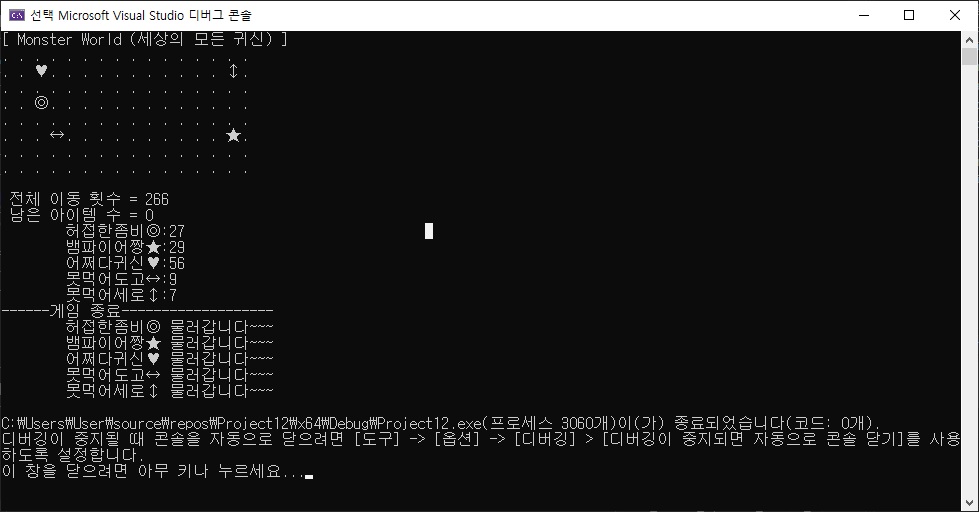 선택 Microsoft Visual Studio 디버그 콘솔
[ Monster World (세상의 모든 귀신) ]
. . . . . . . . . . . . . . . .
. . ♥ . . . . . . . . . . . ↕ .
. . . . . . . . . . . . . . . .
. . ◎ . . . . . . . . . . . . .
. . . . . . . . . . . . . . . .
. . . ↔ . . . . . . . . . . ★ .
. . . . . . . . . . . . . . . .
. . . . . . . . . . . . . . . .
전체 이동 횟수 = 266
남은 아이템 수 = 0
허접한좀비◎:27
뱀파이어짱★:29
어쩌다귀신♥:56
못먹어도고↔:9
못먹어세로↕:7
------게임 종료-------------------
허접한좀비◎ 물러갑니다~~~
뱀파이어짱★ 물러갑니다~~~
어쩌다귀신♥ 물러갑니다~~~
못먹어도고↔ 물러갑니다~~~
못먹어세로↕ 물러갑니다~~~
C:₩Users₩User₩source₩repos₩Project12₩x64₩Debug₩Project12.exe(프로세스 3060개)이(가) 종료되었습니다(코드: 0개).
디버깅이 중지될 때 콘솔을 자동으로 닫으려면 [도구] -> [옵션] -> [디버깅] > [디버깅이 중지되면 자동으로 콘솔 닫기]를 사용
하도록 설정합니다.
이 창을 닫으려면 아무 키나 누르세요...